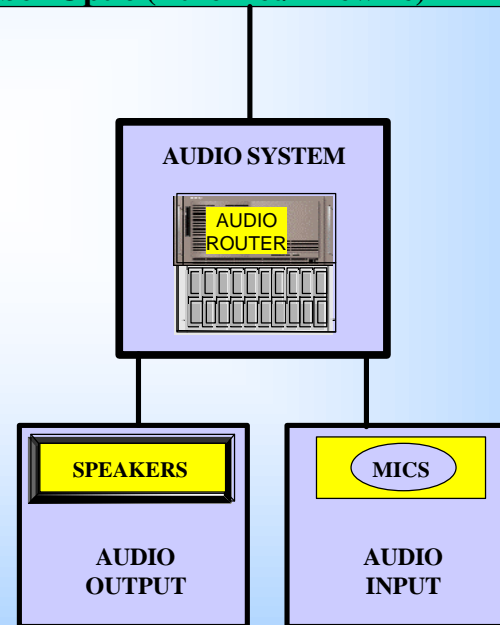 AUDIO SYSTEM
AUDIO
ROUTER
SPEAKERS
MICS
AUDIO
OUTPUT
AUDIO
INPUT